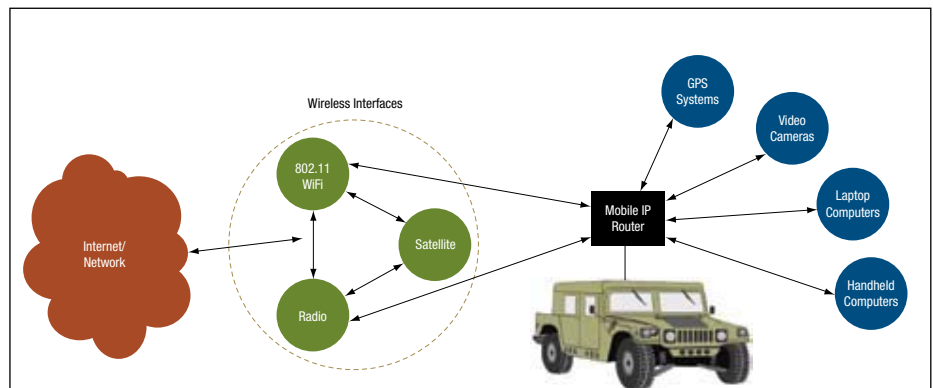 Wireless Interfaces
Internet/
Network
802.11
WiFi
Satellite
Radio
Mobile IP
Router
GPS
Systems
Video
Cameras
Laptop
Computers
Handheld
Computers